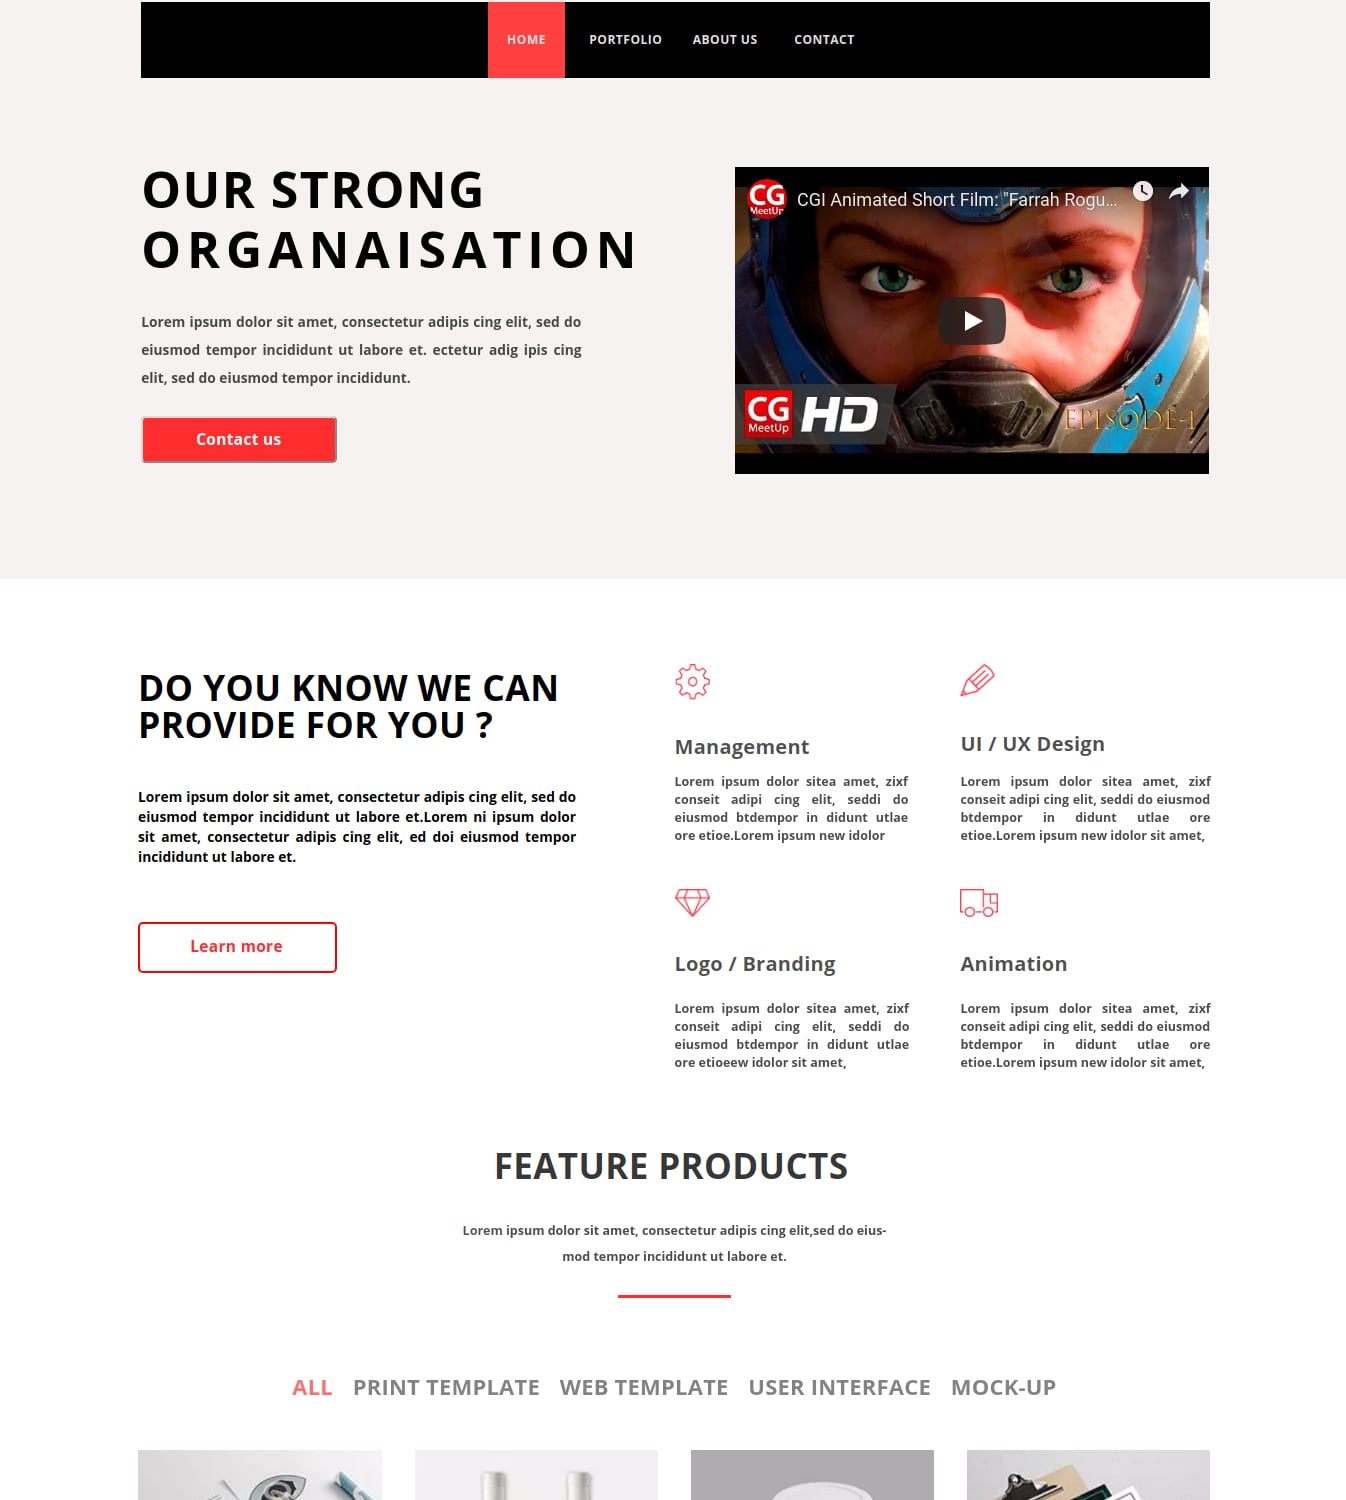 HOME PORTFOLIO ABOUT US CONTACT
OUR STRONG
ORGANAISATION
Lorem ipsum dolor sit amet, consectetur adipis cing elit, sed do
eiusmod tempor incididunt ut labore et. ectetur adig ipis cing
elit, sed do eiusmod tempor incididunt.
Contact us
CG
MeetUp
CGI Animated Short Film: "Farrah Rogu...
CG
MeetUp
HD
EPISODE-1
DO YOU KNOW WE CAN
PROVIDE FOR YOU ?
Lorem ipsum dolor sit amet, consectetur adipis cing elit, sed do
eiusmod tempor incididunt ut labore et.Lorem ni ipsum dolor
sit amet, consectetur adipis cing elit, ed doi eiusmod tempor
incididunt ut labore et.
Learn more
Management
Lorem ipsum dolor sitea amet, zixf
conseit adipi cing elit, seddi do
eiusmod btdempor in didunt utlae
ore etioe.Lorem ipsum new idolor
UI / UX Design
Lorem ipsum dolor sitea amet, zixf
conseit adipi cing elit, seddi do eiusmod
btdempor in didunt utlae ore
etioe.Lorem ipsum new idolor sit amet,
Logo / Branding
Lorem ipsum dolor sitea amet, zixf
conseit adipi cing elit, seddi do
eiusmod btdempor in didunt utlae
ore etioeew idolor sit amet,
Animation
Lorem ipsum dolor sitea amet, zixf
conseit adipi cing elit, seddi do eiusmod
btdempor in didunt utlae ore
etioe.Lorem ipsum new idolor sit amet,
FEATURE PRODUCTS
Lorem ipsum dolor sit amet, consectetur adipis cing elit,sed do eius-
mod tempor incididunt ut labore et.
ALL PRINT TEMPLATE WEB TEMPLATE USER INTERFACE MOCK-UP